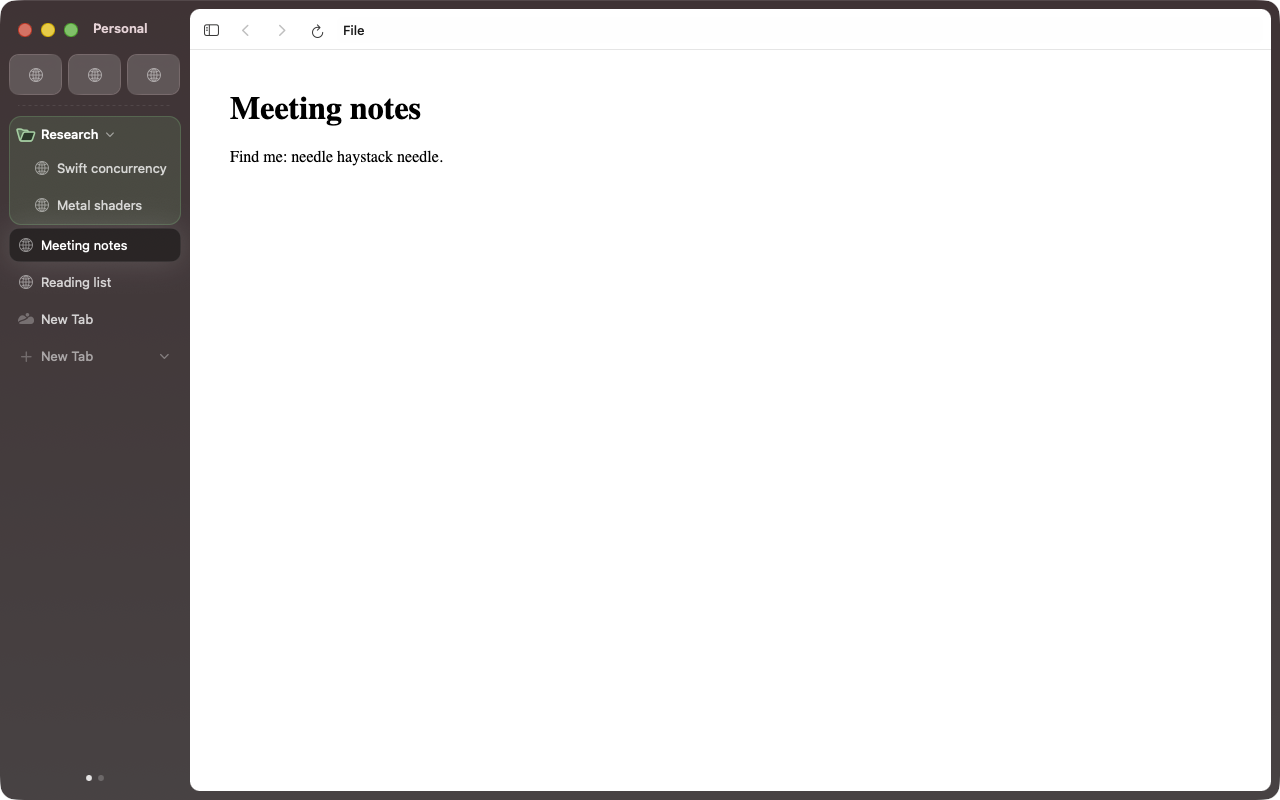 Personal
File
Research
Swift concurrency
Metal shaders
Meeting notes
Reading list
New Tab
New Tab
Meeting notes
Find me: needle haystack needle.